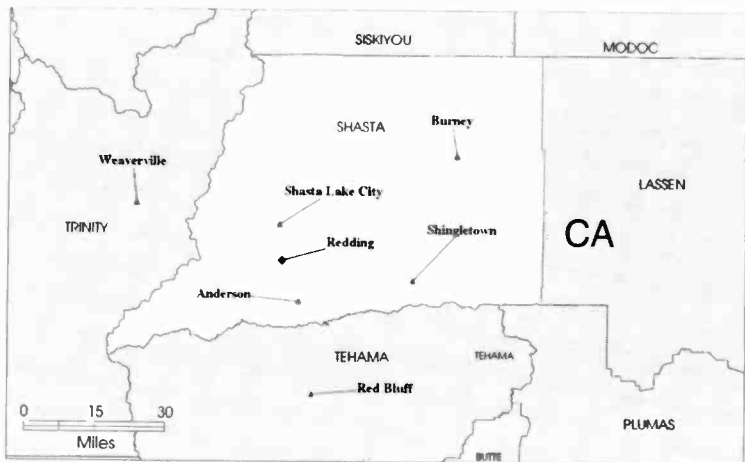 SISKIYOU
MODOC
SHASTA
Burney
Weaverville
LASSEN
Shasta Lake City
TRINITY
CA
Shingletown
Redding
Anderson
TEHAMA
TEHAMA
Red Bluff
0 15 30
Miles
PLUMAS
BUTTE